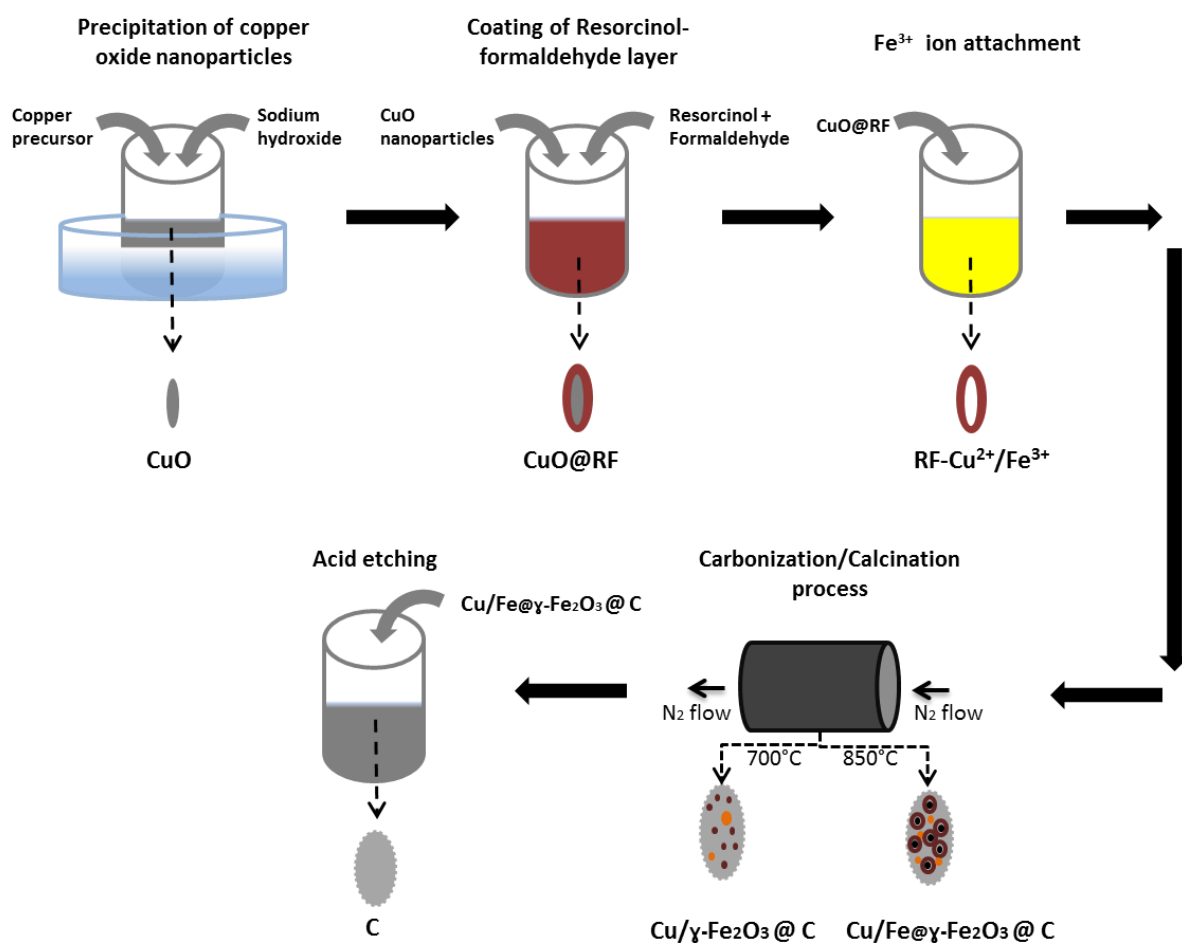 Precipitation of copper
oxide nanoparticles
Coating of Resorcinol-
formaldehyde layer
Fe³⁺ ion attachment
Copper
precursor
Sodium
hydroxide
CuO
nanoparticles
Resorcinol +
Formaldehyde
CuO@RF
CuO
CuO@RF
RF-Cu²⁺/Fe³⁺
Acid etching
Cu/Fe@ɣ-Fe₂O₃@ C
Carbonization/Calcination
process
N₂ flow
N₂ flow
700°C
850°C
C
Cu/ɣ-Fe₂O₃@ C
Cu/Fe@ɣ-Fe₂O₃@ C